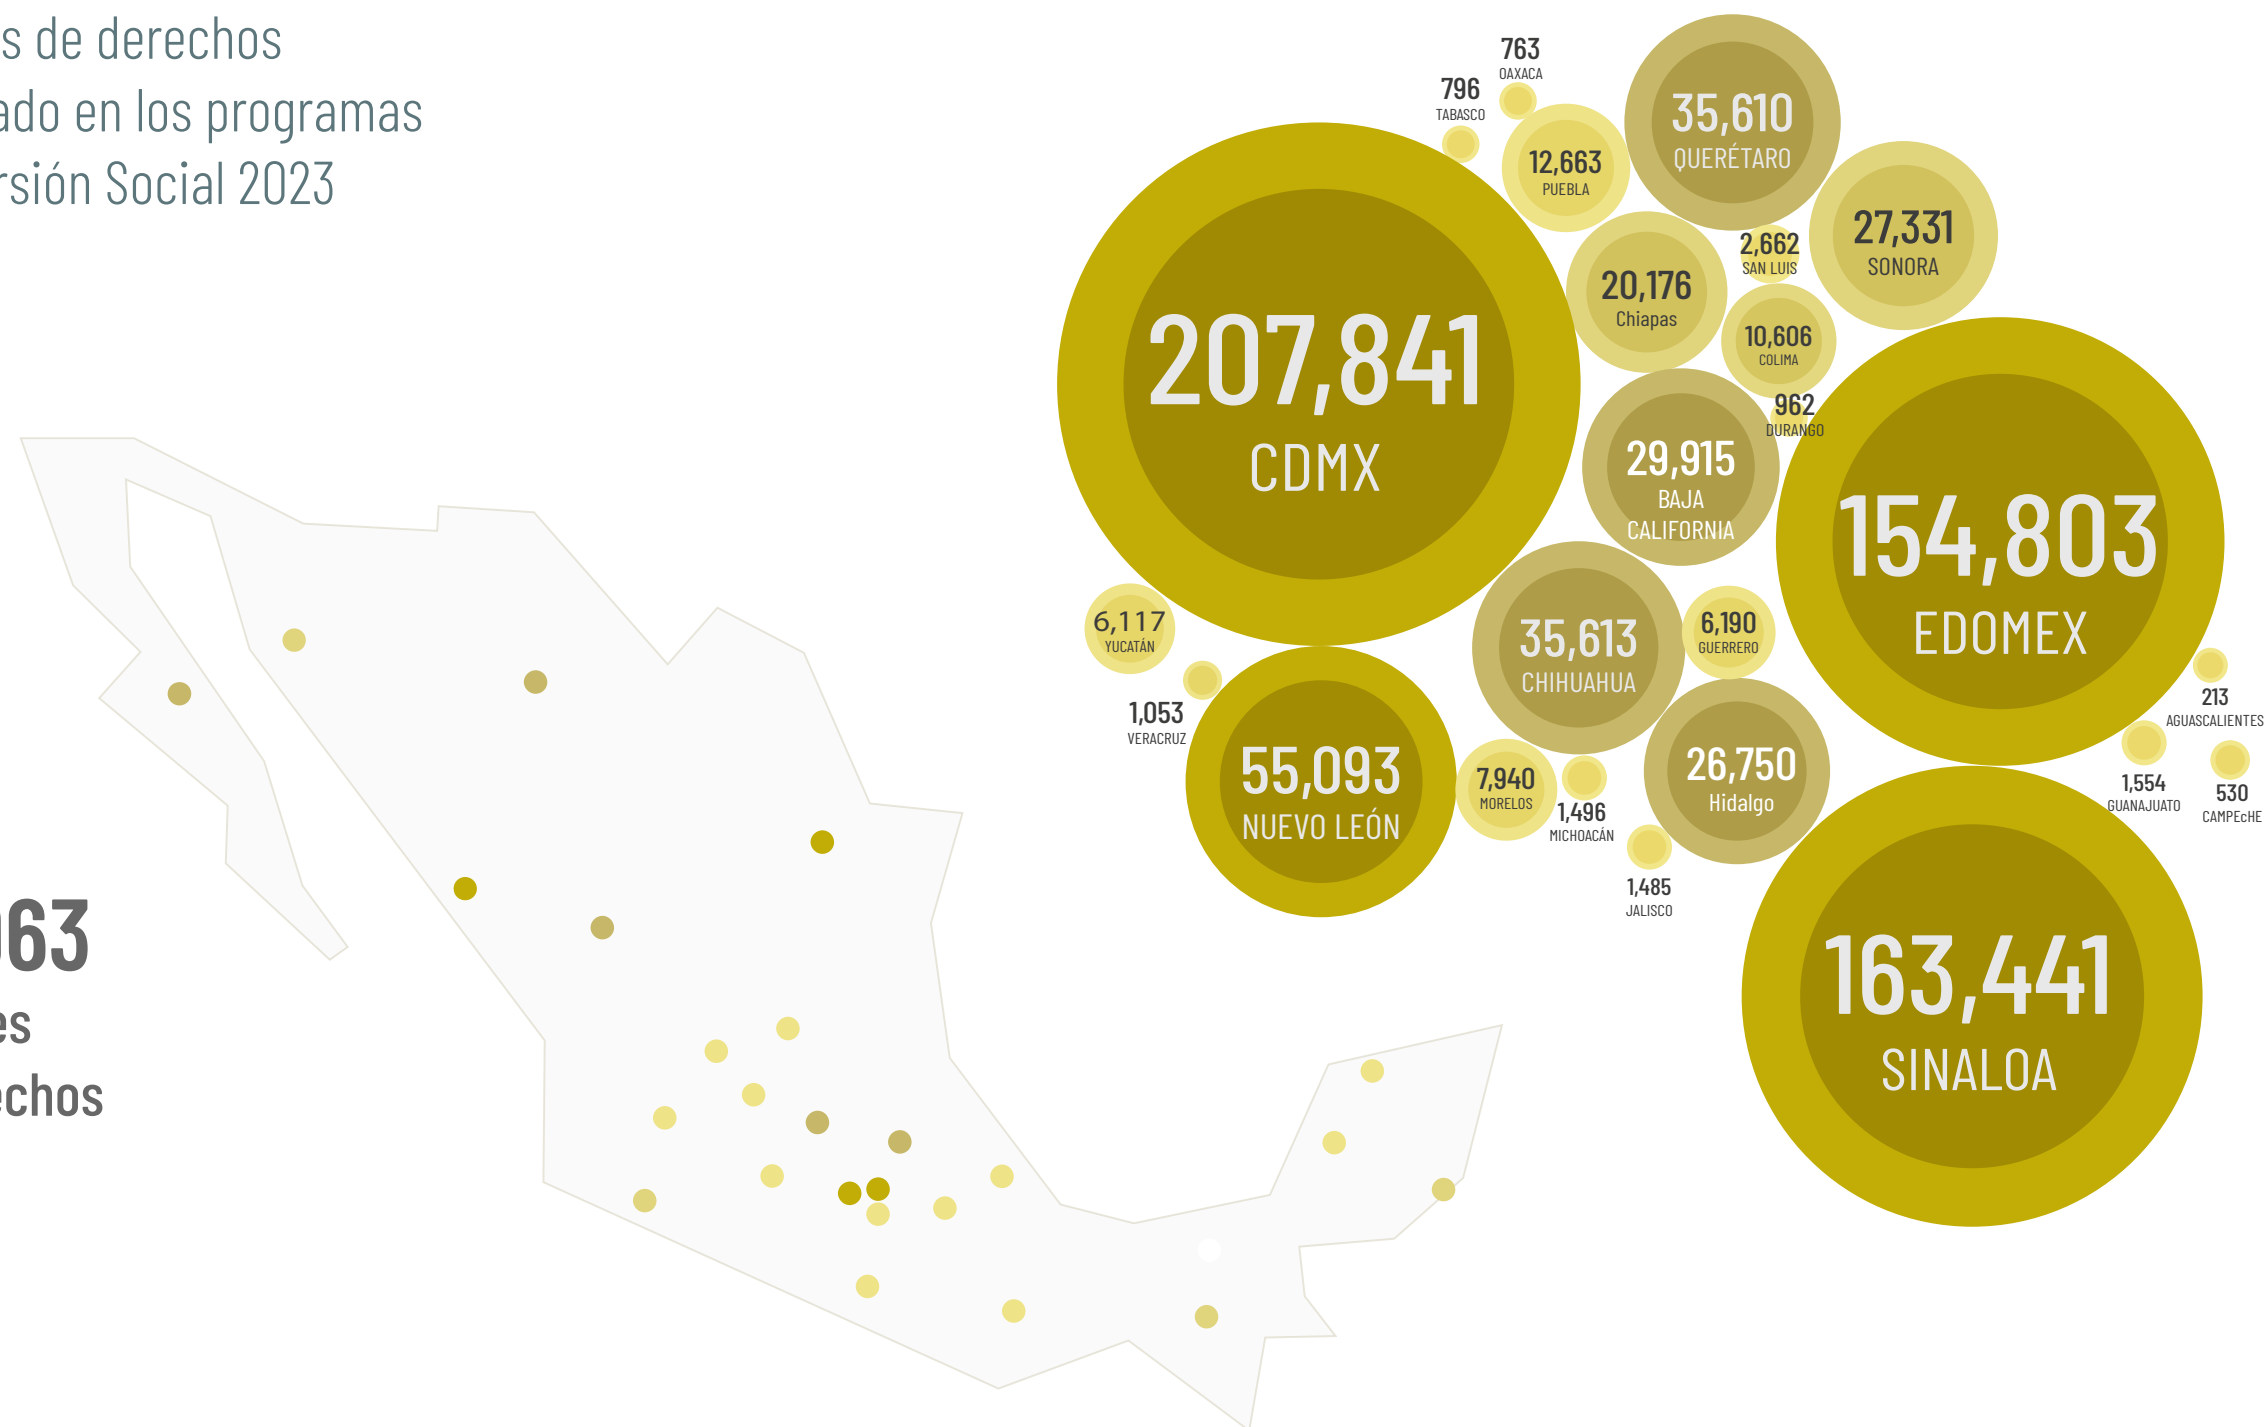 s de derechos
ado en los programas
rsión Social 2023
763
OAXACA
796
TABASCO
12,663
PUEBLA
35,610
QUERÉTARO
27,331
SONORA
2,662
SAN LUIS
20,176
Chiapas
10,606
COLIMA
962
DURANGO
207,841
CDMX
29,915
BAJA
CALIFORNIA
154,803
EDOMEX
6,117
YUCATÁN
1,053
VERACRUZ
35,613
CHIHUAHUA
6,190
GUERRERO
213
AGUASCALIENTES
1,554
GUANAJUATO
530
CAMPEcHE
55,093
NUEVO LEÓN
7,940
MORELOS
1,496
MICHOACÁN
26,750
Hidalgo
1,485
JALISCO
163,441
SINALOA
63
es
echos